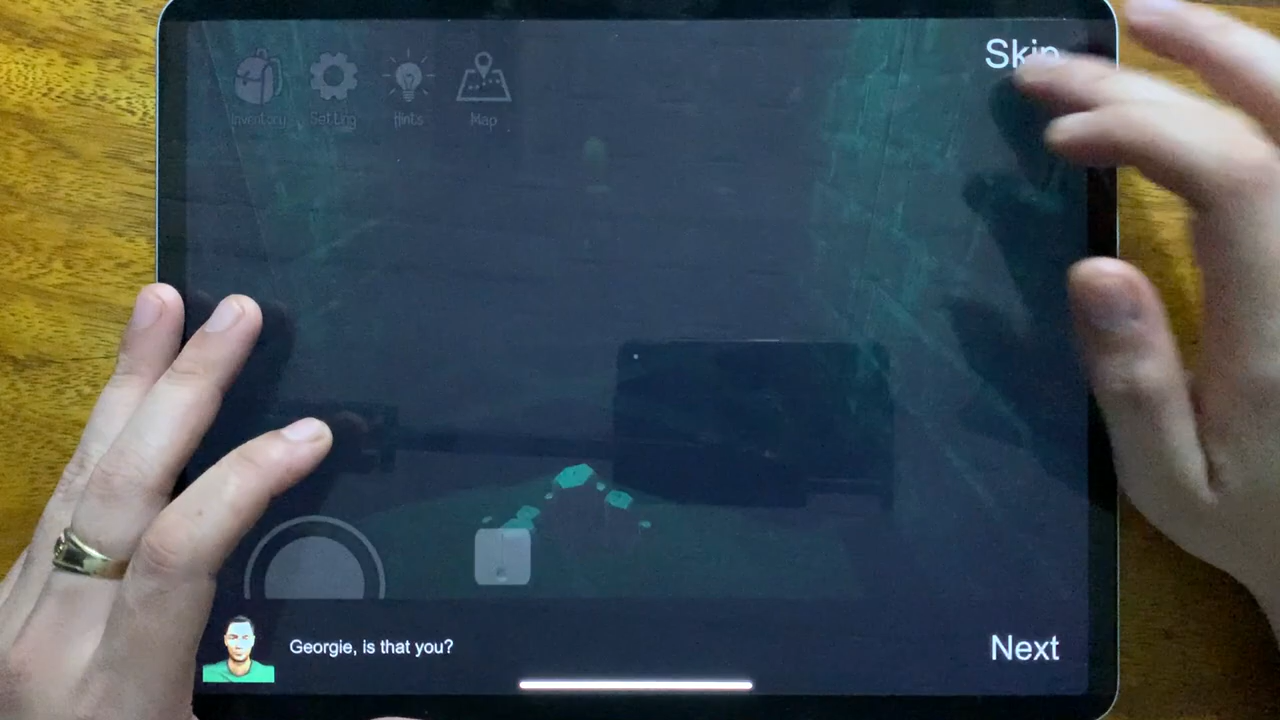 Skip
Inventory
Setting
Hints
Map
Georgie, is that you?
Next